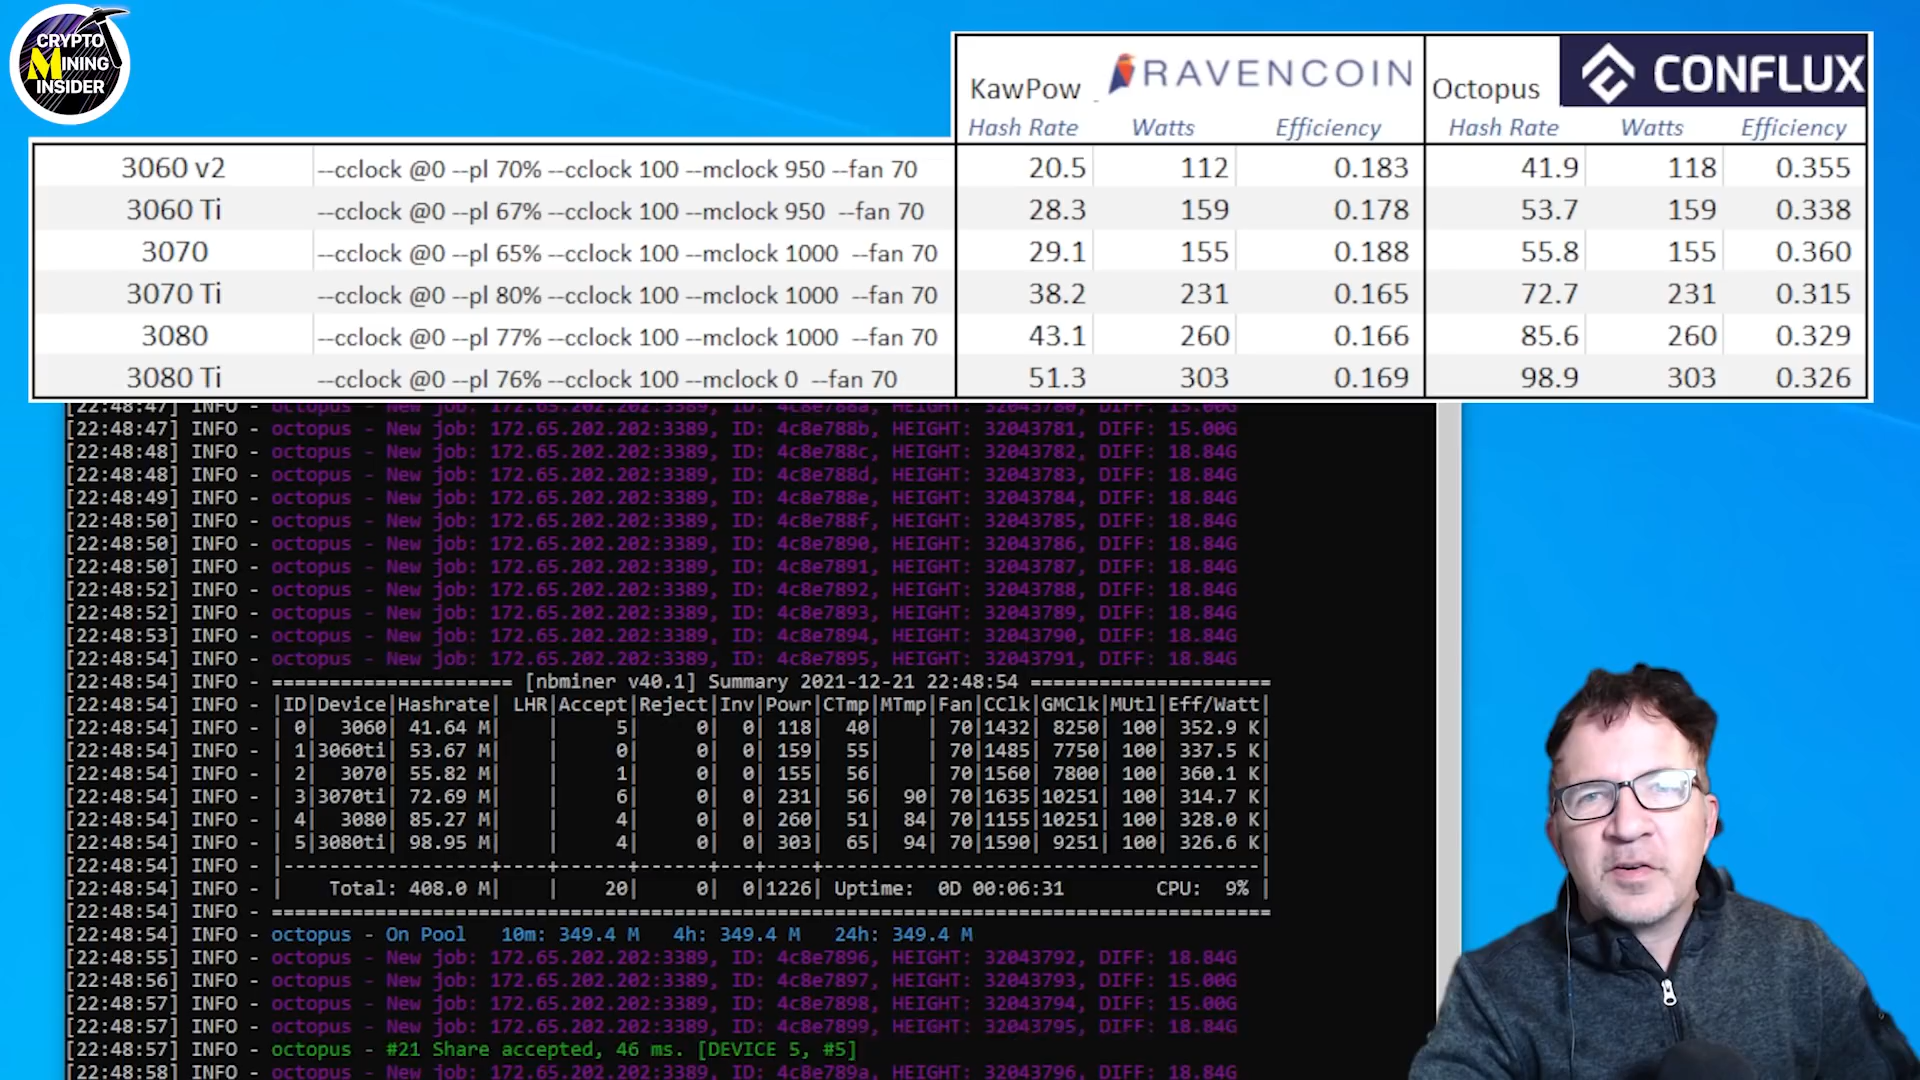 CRYPTO
MINING
INSIDER
KawPow RAVENCOIN Octopus CONFLUX
Hash Rate Watts Efficiency Hash Rate Watts Efficiency
3060 v2 --cclock @0 --pl 70% --cclock 100 --mclock 950 --fan 70 20.5 112 0.183 41.9 118 0.355
3060 Ti --cclock @0 --pl 67% --cclock 100 --mclock 950 --fan 70 28.3 159 0.178 53.7 159 0.338
3070 --cclock @0 --pl 65% --cclock 100 --mclock 1000 --fan 70 29.1 155 0.188 55.8 155 0.360
3070 Ti --cclock @0 --pl 80% --cclock 100 --mclock 1000 --fan 70 38.2 231 0.165 72.7 231 0.315
3080 --cclock @0 --pl 77% --cclock 100 --mclock 1000 --fan 70 43.1 260 0.166 85.6 260 0.329
3080 Ti --cclock @0 --pl 76% --cclock 100 --mclock 0 --fan 70 51.3 303 0.169 98.9 303 0.326
[22:48:47] INFO - octopus - New job: 172.65.202.202:3389, ID: 4c8e788a, HEIGHT: 32043780, DIFF: 15.00G
[22:48:47] INFO - octopus - New job: 172.65.202.202:3389, ID: 4c8e788b, HEIGHT: 32043781, DIFF: 15.00G
[22:48:48] INFO - octopus - New job: 172.65.202.202:3389, ID: 4c8e788c, HEIGHT: 32043782, DIFF: 18.84G
[22:48:48] INFO - octopus - New job: 172.65.202.202:3389, ID: 4c8e788d, HEIGHT: 32043783, DIFF: 18.84G
[22:48:49] INFO - octopus - New job: 172.65.202.202:3389, ID: 4c8e788e, HEIGHT: 32043784, DIFF: 18.84G
[22:48:50] INFO - octopus - New job: 172.65.202.202:3389, ID: 4c8e788f, HEIGHT: 32043785, DIFF: 18.84G
[22:48:50] INFO - octopus - New job: 172.65.202.202:3389, ID: 4c8e7890, HEIGHT: 32043786, DIFF: 18.84G
[22:48:50] INFO - octopus - New job: 172.65.202.202:3389, ID: 4c8e7891, HEIGHT: 32043787, DIFF: 18.84G
[22:48:52] INFO - octopus - New job: 172.65.202.202:3389, ID: 4c8e7892, HEIGHT: 32043788, DIFF: 18.84G
[22:48:52] INFO - octopus - New job: 172.65.202.202:3389, ID: 4c8e7893, HEIGHT: 32043789, DIFF: 18.84G
[22:48:53] INFO - octopus - New job: 172.65.202.202:3389, ID: 4c8e7894, HEIGHT: 32043790, DIFF: 18.84G
[22:48:54] INFO - octopus - New job: 172.65.202.202:3389, ID: 4c8e7895, HEIGHT: 32043791, DIFF: 18.84G
[22:48:54] INFO - ===================== [nbminer v40.1] Summary 2021-12-21 22:48:54 =====================
[22:48:54] INFO - |ID|Device|Hashrate| LHR|Accept|Reject|Inv|Powr|CTmp|MTmp|Fan|CClk|GMClk|MUtl|Eff/Watt|
[22:48:54] INFO - | 0| 3060| 41.64 M| | 5| 0| 0| 118| 40| | 70|1432| 8250| 100| 352.9 K|
[22:48:54] INFO - | 1|3060ti| 53.67 M| | 0| 0| 0| 159| 55| | 70|1485| 7750| 100| 337.5 K|
[22:48:54] INFO - | 2| 3070| 55.82 M| | 1| 0| 0| 155| 56| | 70|1560| 7800| 100| 360.1 K|
[22:48:54] INFO - | 3|3070ti| 72.69 M| | 6| 0| 0| 231| 56| 90| 70|1635|10251| 100| 314.7 K|
[22:48:54] INFO - | 4| 3080| 85.27 M| | 4| 0| 0| 260| 51| 84| 70|1155|10251| 100| 328.0 K|
[22:48:54] INFO - | 5|3080ti| 98.95 M| | 4| 0| 0| 303| 65| 94| 70|1590| 9251| 100| 326.6 K|
[22:48:54] INFO - |------------------+----+------+------+---+----+--------------------------------------|
[22:48:54] INFO - | Total: 408.0 M| | 20| 0| 0|1226| Uptime: 0D 00:06:31 CPU: 9% |
[22:48:54] INFO - =======================================================================================
[22:48:54] INFO - octopus - On Pool 10m: 349.4 M 4h: 349.4 M 24h: 349.4 M
[22:48:55] INFO - octopus - New job: 172.65.202.202:3389, ID: 4c8e7896, HEIGHT: 32043792, DIFF: 18.84G
[22:48:56] INFO - octopus - New job: 172.65.202.202:3389, ID: 4c8e7897, HEIGHT: 32043793, DIFF: 15.00G
[22:48:57] INFO - octopus - New job: 172.65.202.202:3389, ID: 4c8e7898, HEIGHT: 32043794, DIFF: 15.00G
[22:48:57] INFO - octopus - New job: 172.65.202.202:3389, ID: 4c8e7899, HEIGHT: 32043795, DIFF: 18.84G
[22:48:57] INFO - octopus - #21 Share accepted, 46 ms. [DEVICE 5, #5]
[22:48:58] INFO - octopus - New job: 172.65.202.202:3389, ID: 4c8e789a, HEIGHT: 32043796, DIFF: 18.84G